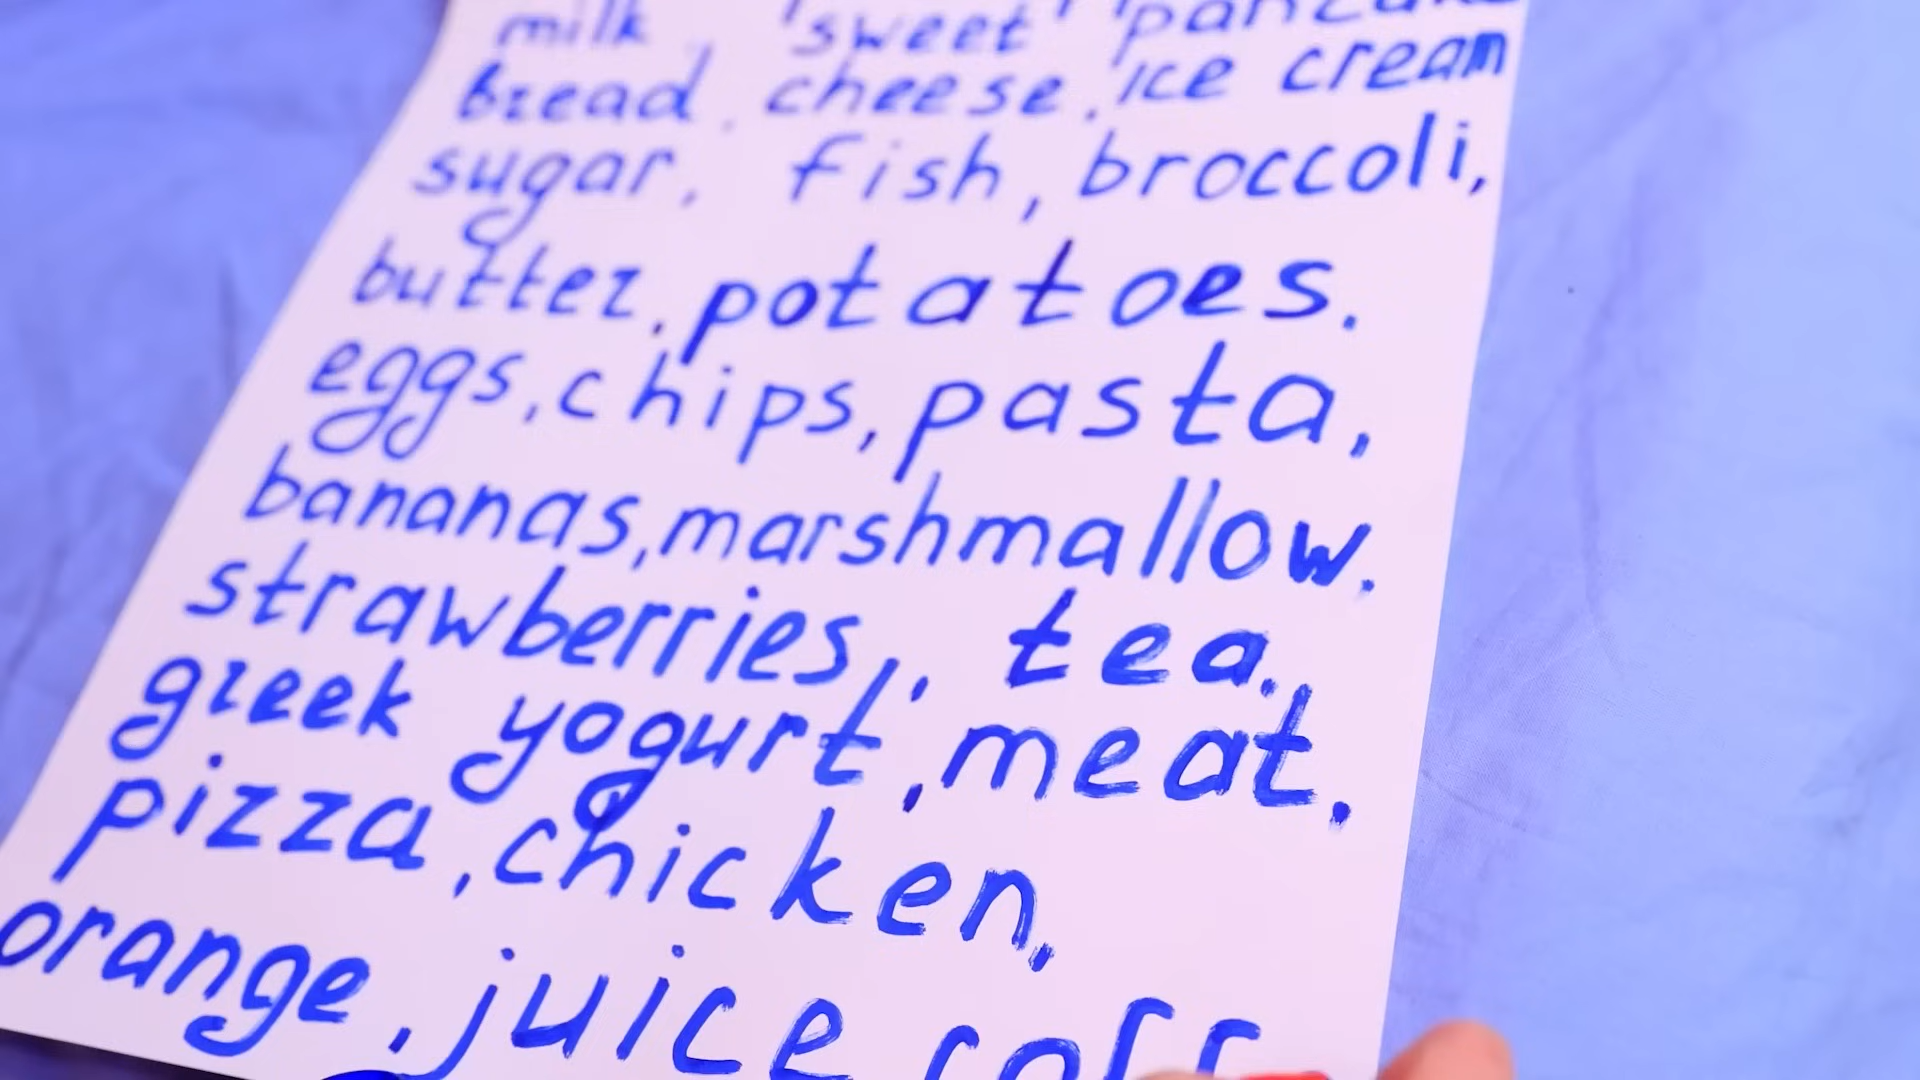 milk, sweet
bread, cheese, ice cream
sugar, fish, broccoli,
butter, potatoes.
eggs, chips, pasta,
bananas, marshmallow.
strawberries, tea.
greek yogurt, meat.
pizza, chicken,
orange, juice